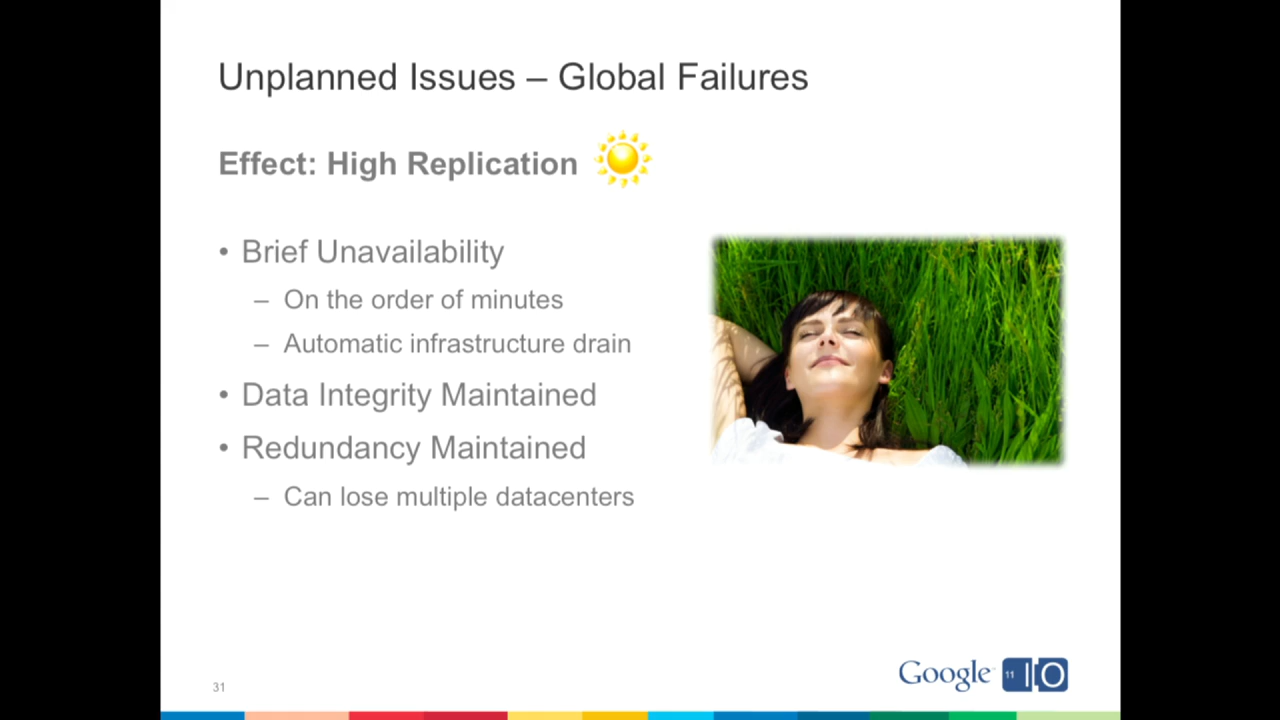 Unplanned Issues – Global Failures
Effect: High Replication
• Brief Unavailability
– On the order of minutes
– Automatic infrastructure drain
• Data Integrity Maintained
• Redundancy Maintained
– Can lose multiple datacenters
31
Google 11 IO